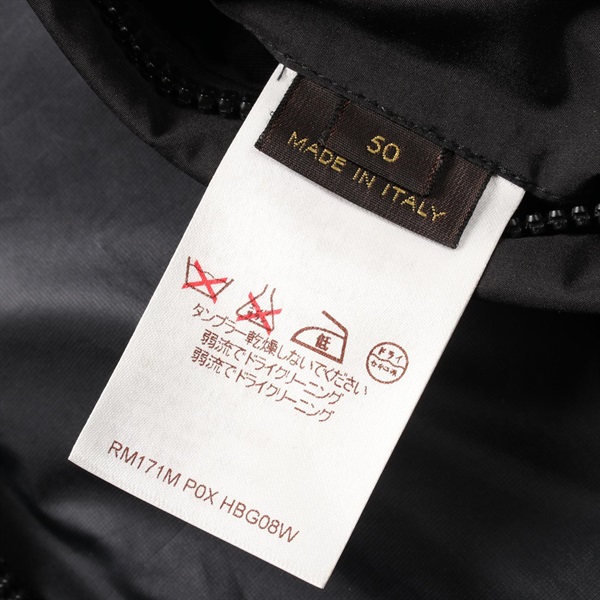 50
MADE IN ITALY
低
ドライ
タンブラー乾燥しないでください
弱流でドライクリーニング
弱流でドライクリーニング
RM171M P0X HBG08W